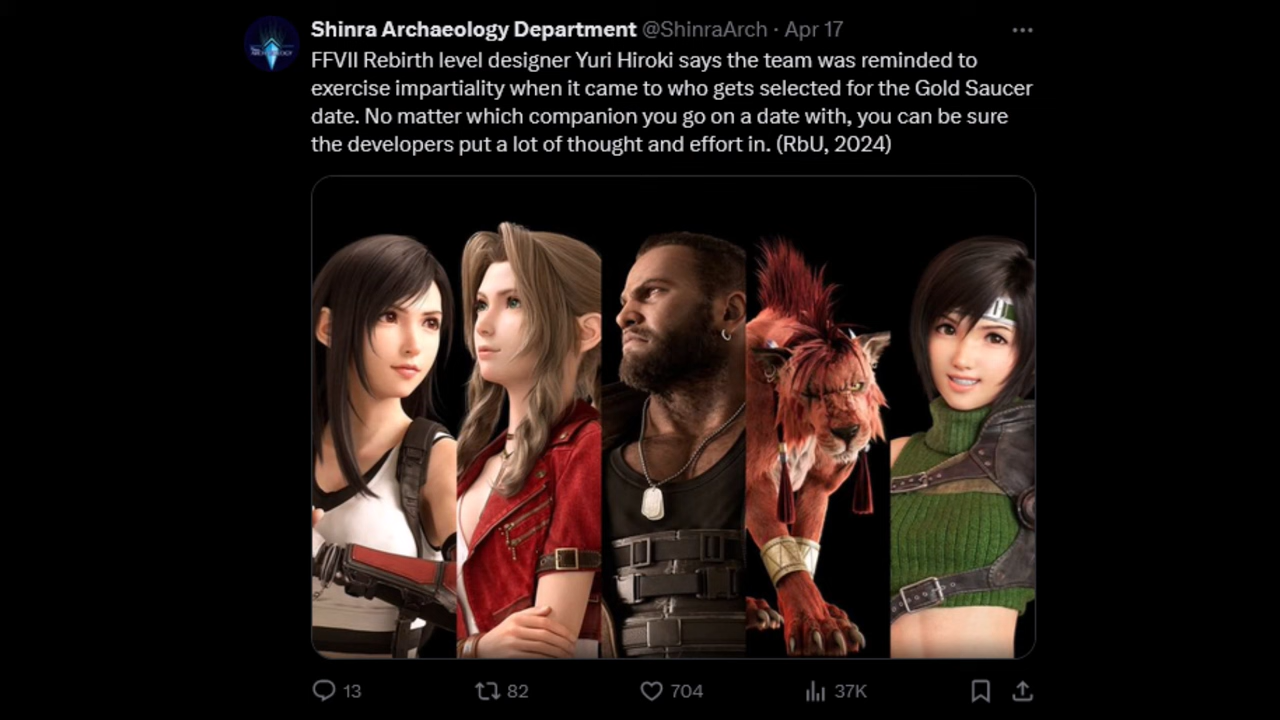 Shinra Archaeology Department @ShinraArch · Apr 17
FFVII Rebirth level designer Yuri Hiroki says the team was reminded to
exercise impartiality when it came to who gets selected for the Gold Saucer
date. No matter which companion you go on a date with, you can be sure
the developers put a lot of thought and effort in. (RbU, 2024)
13 82 704 37K